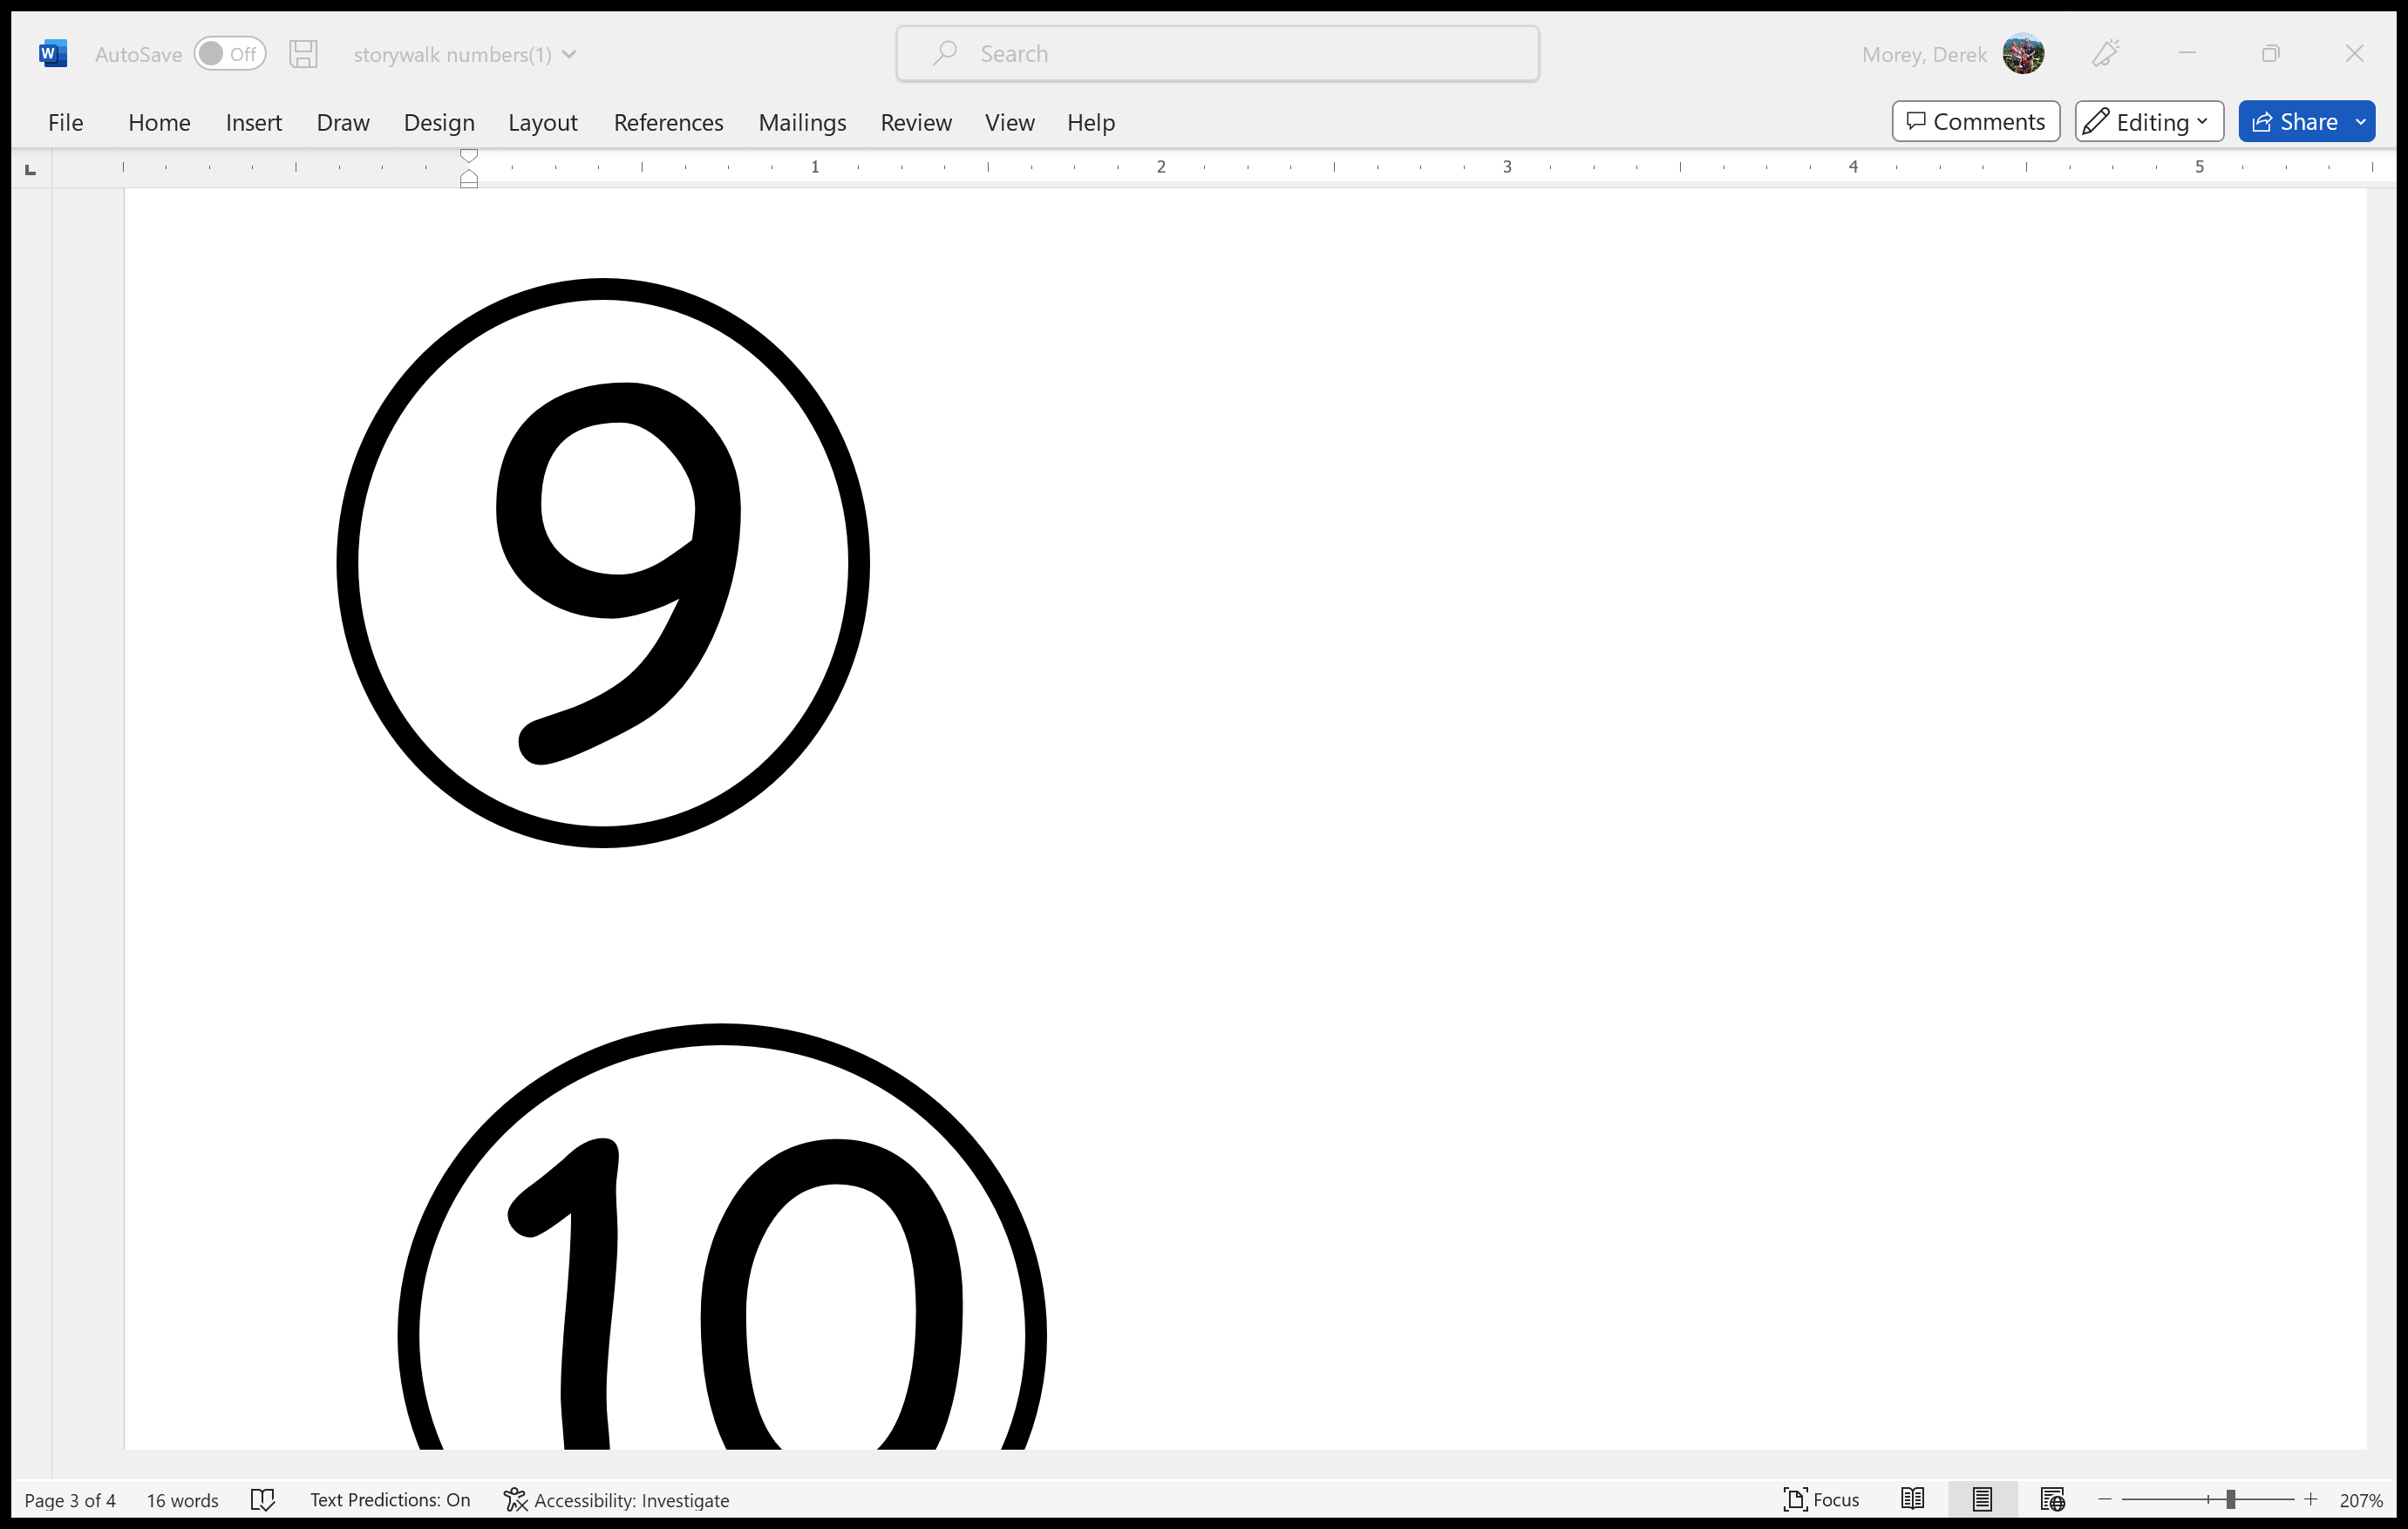 W AutoSave Off storywalk numbers(1) Search Morey, Derek
File Home Insert Draw Design Layout References Mailings Review View Help Comments Editing Share
1 2 3 4 5
9
10
Page 3 of 4 16 words Text Predictions: On Accessibility: Investigate Focus 207%